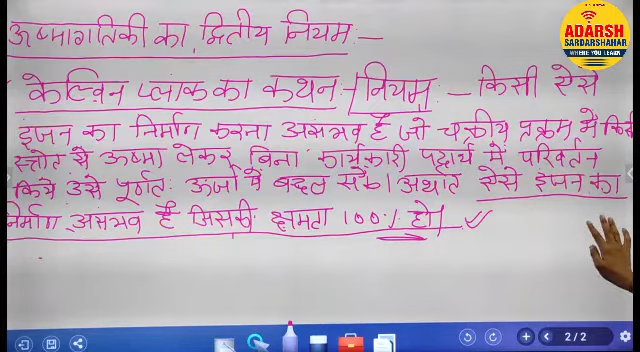 ADARSH
SARDARSHAHAR
WHERE YOU LEARN
ऊष्मागतिकी का द्वितीय नियम –
केल्विन प्लांक का कथन / नियम – किसी ऐसे
इंजन का निर्माण करना असंभव है जो चक्रीय प्रक्रम में किसी
स्त्रोत से ऊष्मा लेकर बिना कार्यकारी पदार्थ में परिवर्तन
किये उसे पूर्णतः ऊर्जा में बदल सके। अर्थात ऐसे इंजन का
निर्माण असंभव है जिसकी क्षमता 100% हो।
2 / 2